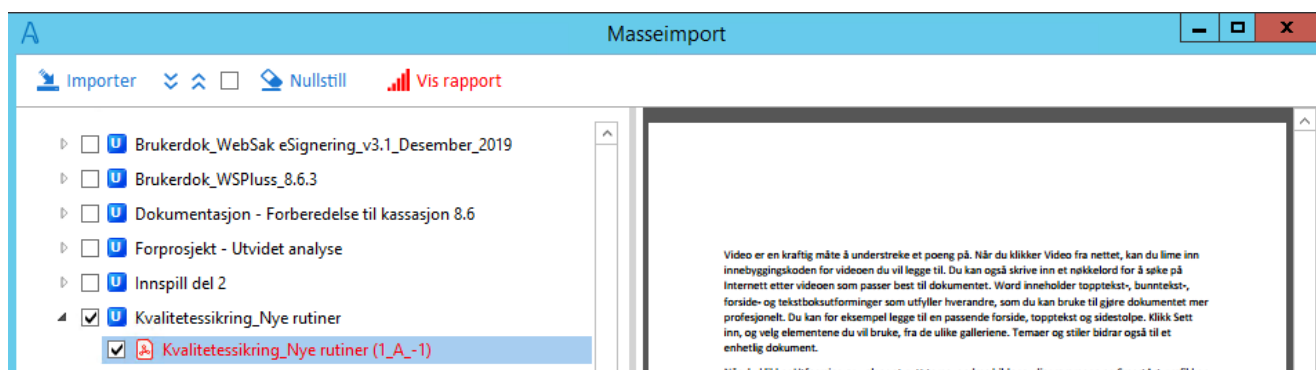 Masseimport
Importer Nullstill Vis rapport
Brukerdok_WebSak eSignering_v3.1_Desember_2019
Brukerdok_WSPluss_8.6.3
Dokumentasjon - Forberedelse til kassasjon 8.6
Forprosjekt - Utvidet analyse
Innspill del 2
Kvalitetessikring_Nye rutiner
Kvalitetessikring_Nye rutiner (1_A_-1)
Video er en kraftig måte å understreke et poeng på. Når du klikker Video fra nettet, kan du lime inn
innebyggingskoden for videoen du vil legge til. Du kan også skrive inn et nøkkelord for å søke på
Internett etter videoen som passer best til dokumentet. Word inneholder topptekst-, bunntekst-,
forside- og tekstboksutforminger som utfyller hverandre, som du kan bruke til gjøre dokumentet mer
profesjonelt. Du kan for eksempel legge til en passende forside, topptekst og sidestolpe. Klikk Sett
inn, og velg elementene du vil bruke, fra de ulike galleriene. Temaer og stiler bidrar også til et
enhetlig dokument.